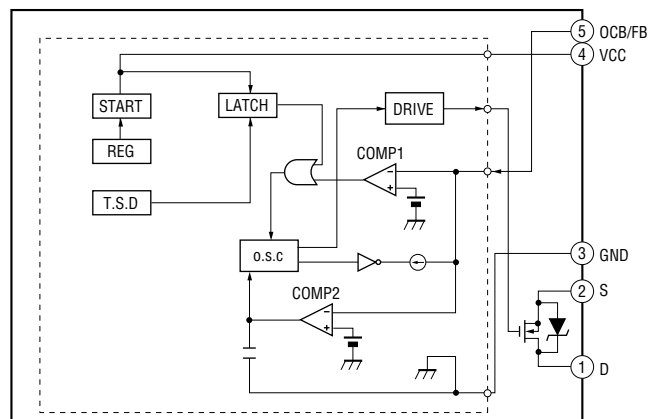 5 OCB/FB
4 VCC
START
LATCH
DRIVE
REG
COMP1
−
+
T.S.D
o.s.c
3 GND
2 S
COMP2
−
+
1 D